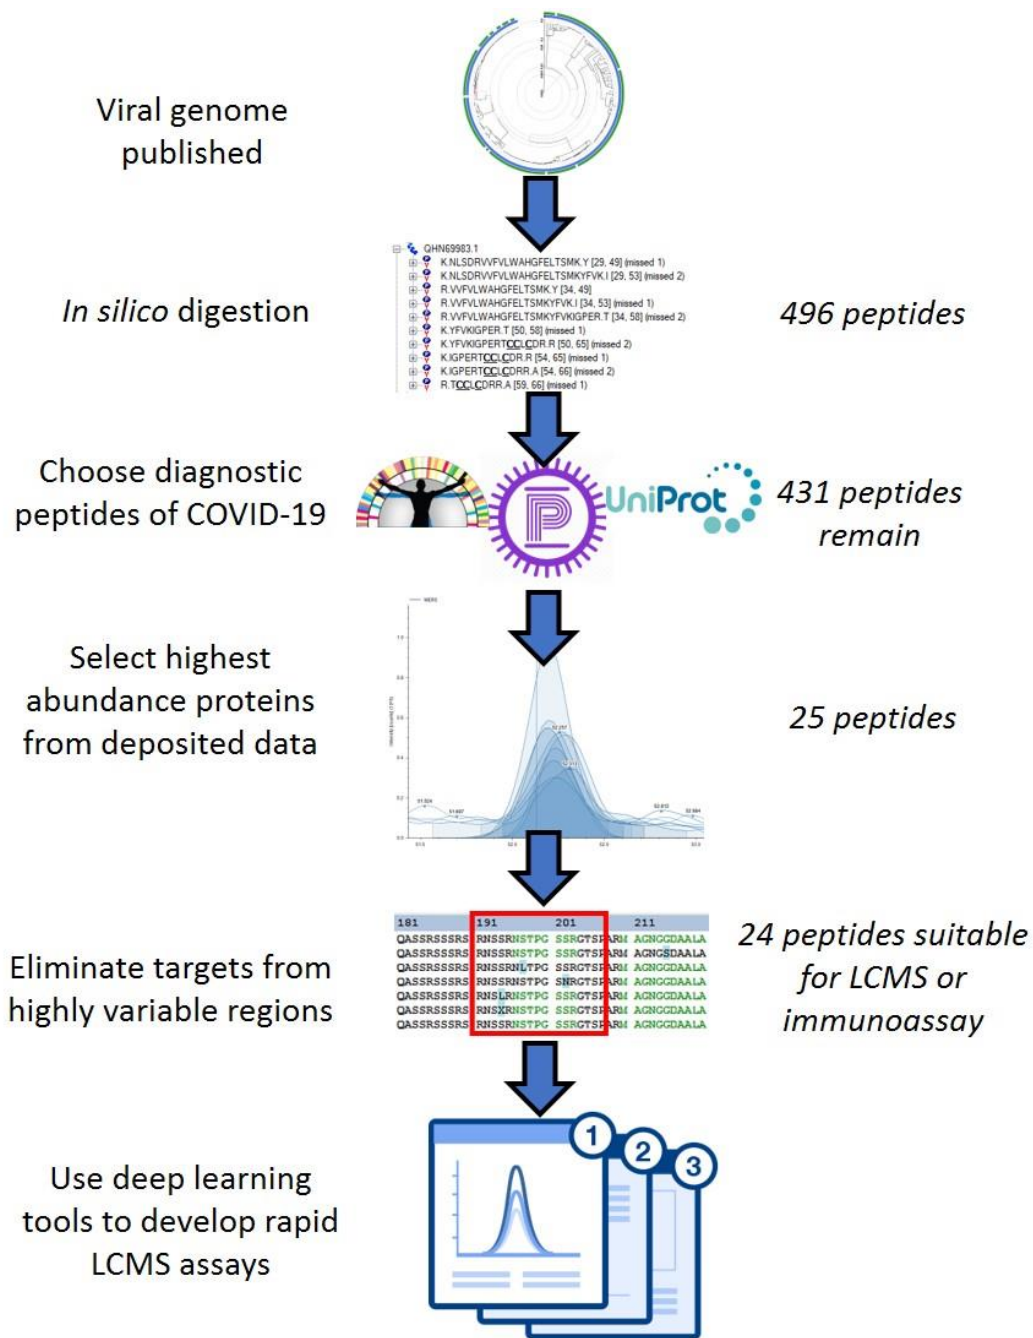 Viral genome
published
QHN69983.1
K.NLSDRVVFVLWAHGFELTSMK.Y [29, 49] (missed 1)
K.NLSDRVVFVLWAHGFELTSMKYFVK.I [29, 53] (missed 2)
R.VVFVLWAHGFELTSMK.Y [34, 49]
R.VVFVLWAHGFELTSMKYFVK.I [34, 53] (missed 1)
R.VVFVLWAHGFELTSMKYFVKIGPER.T [34, 58] (missed 2)
K.YFVKIGPER.T [50, 58] (missed 1)
K.YFVKIGPERTCCLCDR.R [50, 65] (missed 2)
K.IGPERTCCLCDR.R [54, 65] (missed 1)
K.IGPERTCCLCDRR.A [54, 66] (missed 2)
R.TCCLCDRR.A [59, 66] (missed 1)
In silico digestion
496 peptides
Choose diagnostic
peptides of COVID-19
P
UniProt
431 peptides
remain
Select highest
abundance proteins
from deposited data
25 peptides
181 191 201 211
QASSRSSSRS RNSSRNSTPG SSRGTSPARM AGNGGDAALA
QASSRSSSRS RNSSRNSTPG SSRGTSPARM AGNGSDAALA
QASSRSSSRS RNSSRNLTPG SSRGTSPARM AGNGGDAALA
QASSRSSSRS RNSSRNSTPG SNRGTSPARM AGNGGDAALA
QASSRSSSRS RNSLRNSTPG SSRGTSPARM AGNGGDAALA
QASSRSSSRS RNSXRNSTPG SSRGTSPARM AGNGGDAALA
QASSRSSSRS RNSSRNSTPG SSRGTSPARM AGNGGDAALA
Eliminate targets from
highly variable regions
24 peptides suitable
for LCMS or
immunoassay
Use deep learning
tools to develop rapid
LCMS assays
1
2
3